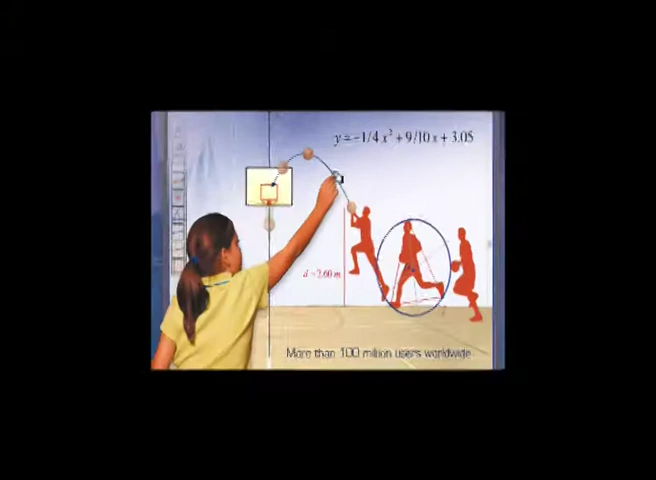 y = -1/4 x² + 9/10 x + 3.05
d = 2.60 m
More than 100 million users worldwide